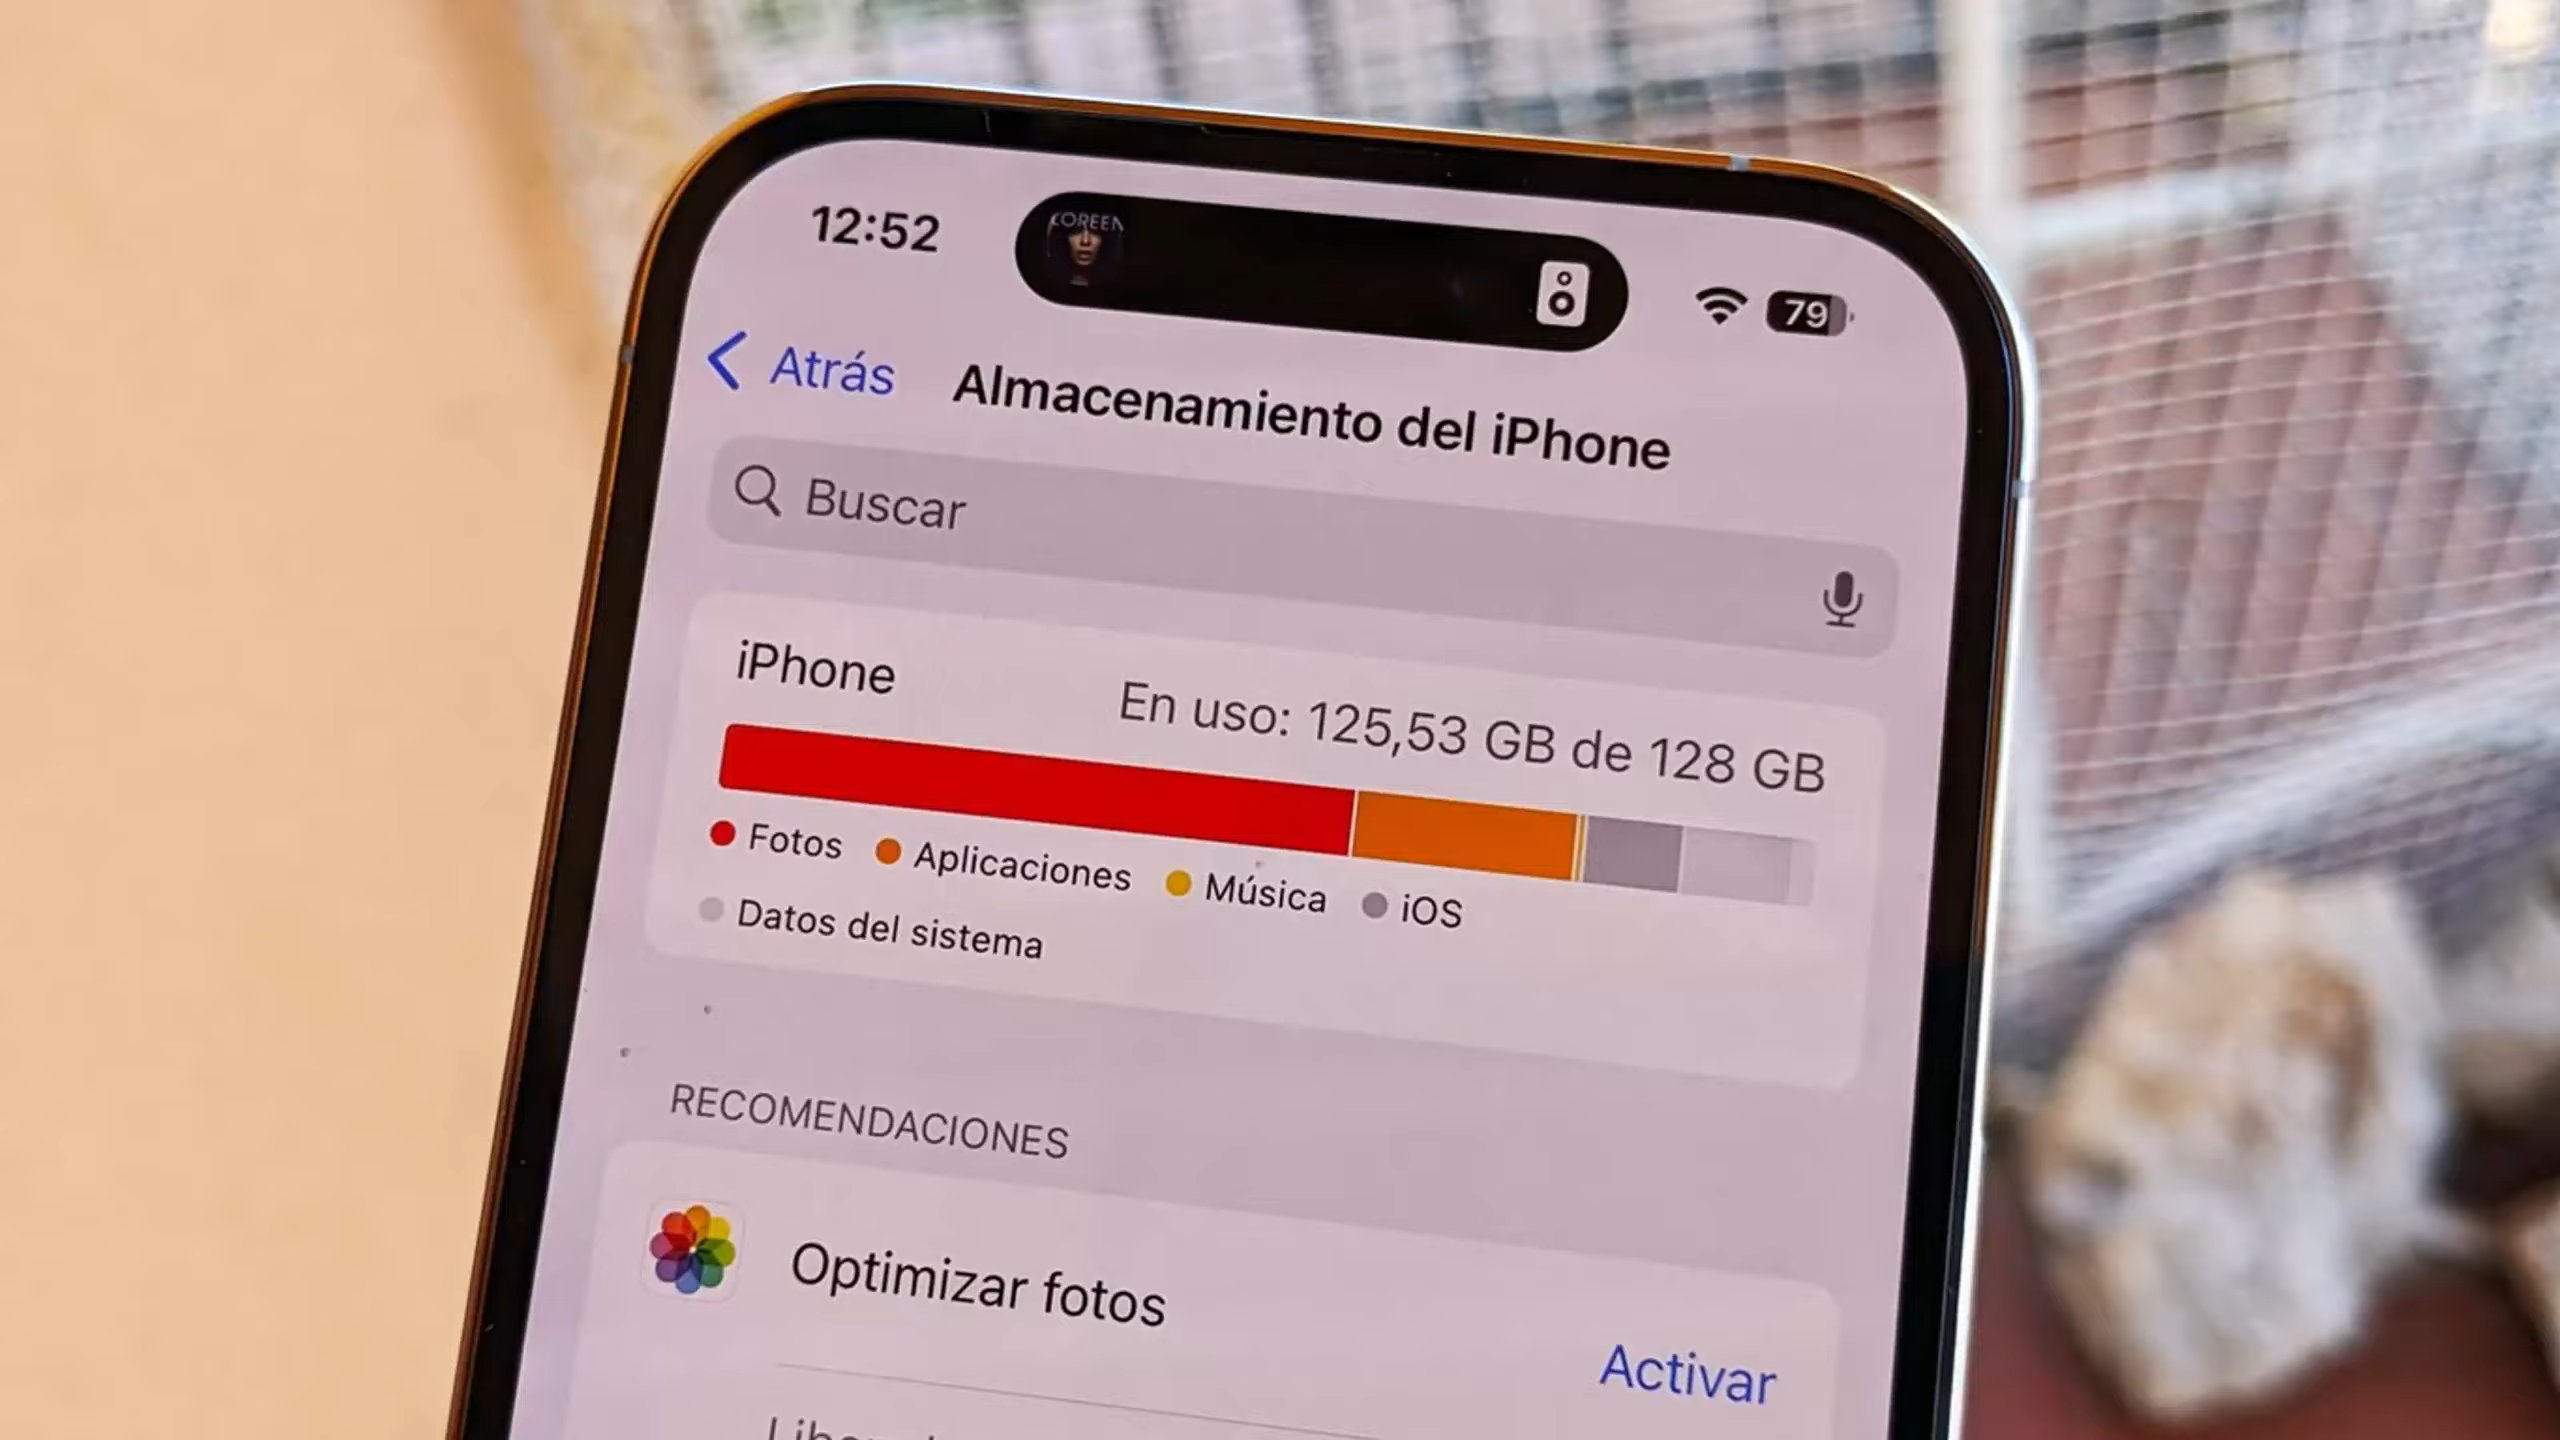 12:52
79
Atrás
Almacenamiento del iPhone
Buscar
iPhone
En uso: 125,53 GB de 128 GB
Fotos Aplicaciones Música iOS
Datos del sistema
RECOMENDACIONES
Optimizar fotos
Activar